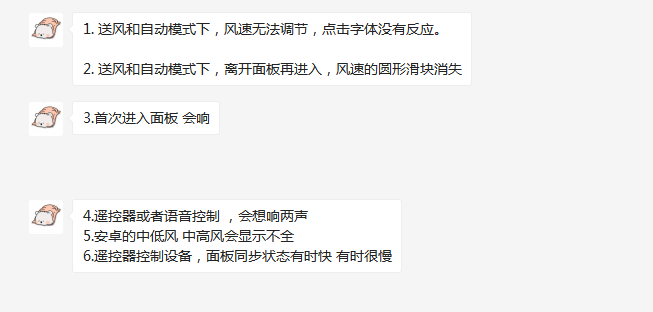 1. 送风和自动模式下，风速无法调节，点击字体没有反应。
2. 送风和自动模式下，离开面板再进入，风速的圆形滑块消失
3.首次进入面板 会响
4.遥控器或者语音控制 ，会想响两声
5.安卓的中低风 中高风会显示不全
6.遥控器控制设备，面板同步状态有时快 有时很慢